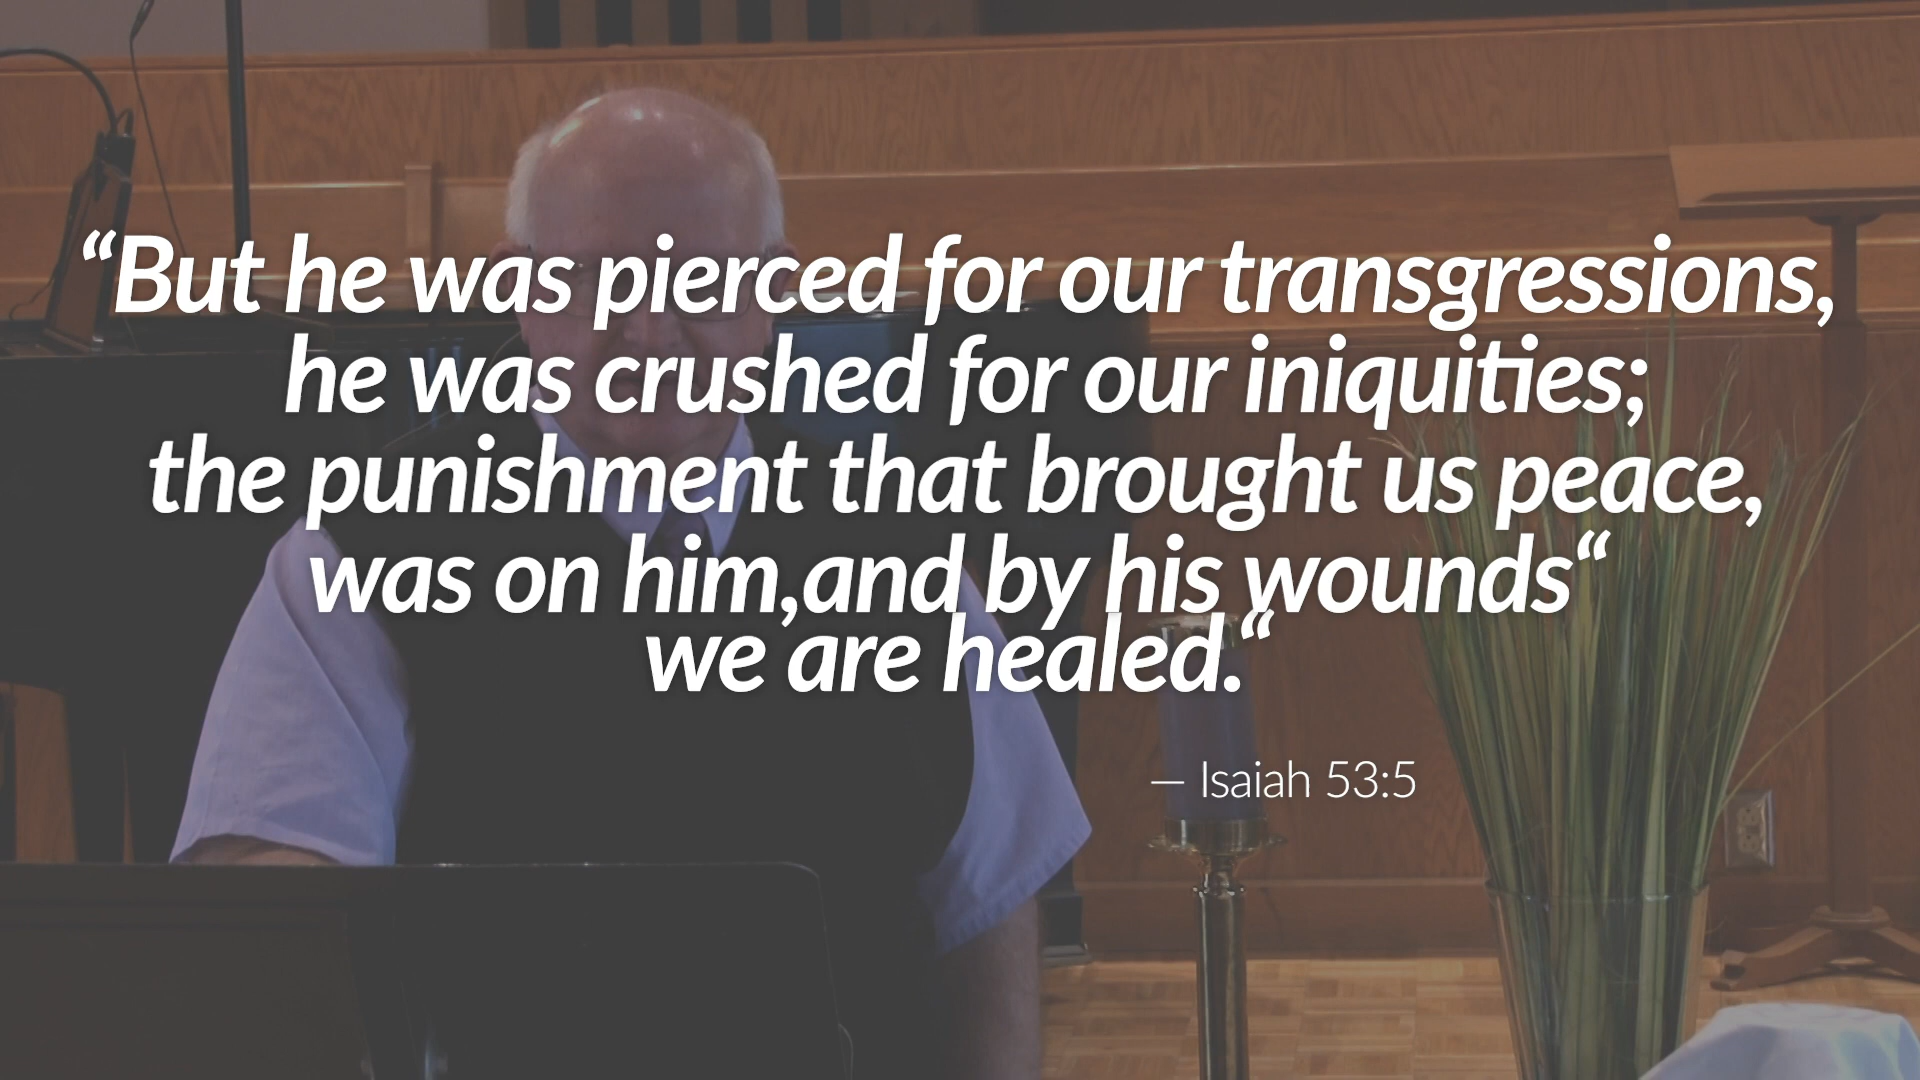 “But he was pierced for our transgressions,
he was crushed for our iniquities;
the punishment that brought us peace,
was on him,and by his wounds“
we are healed.“
— Isaiah 53:5